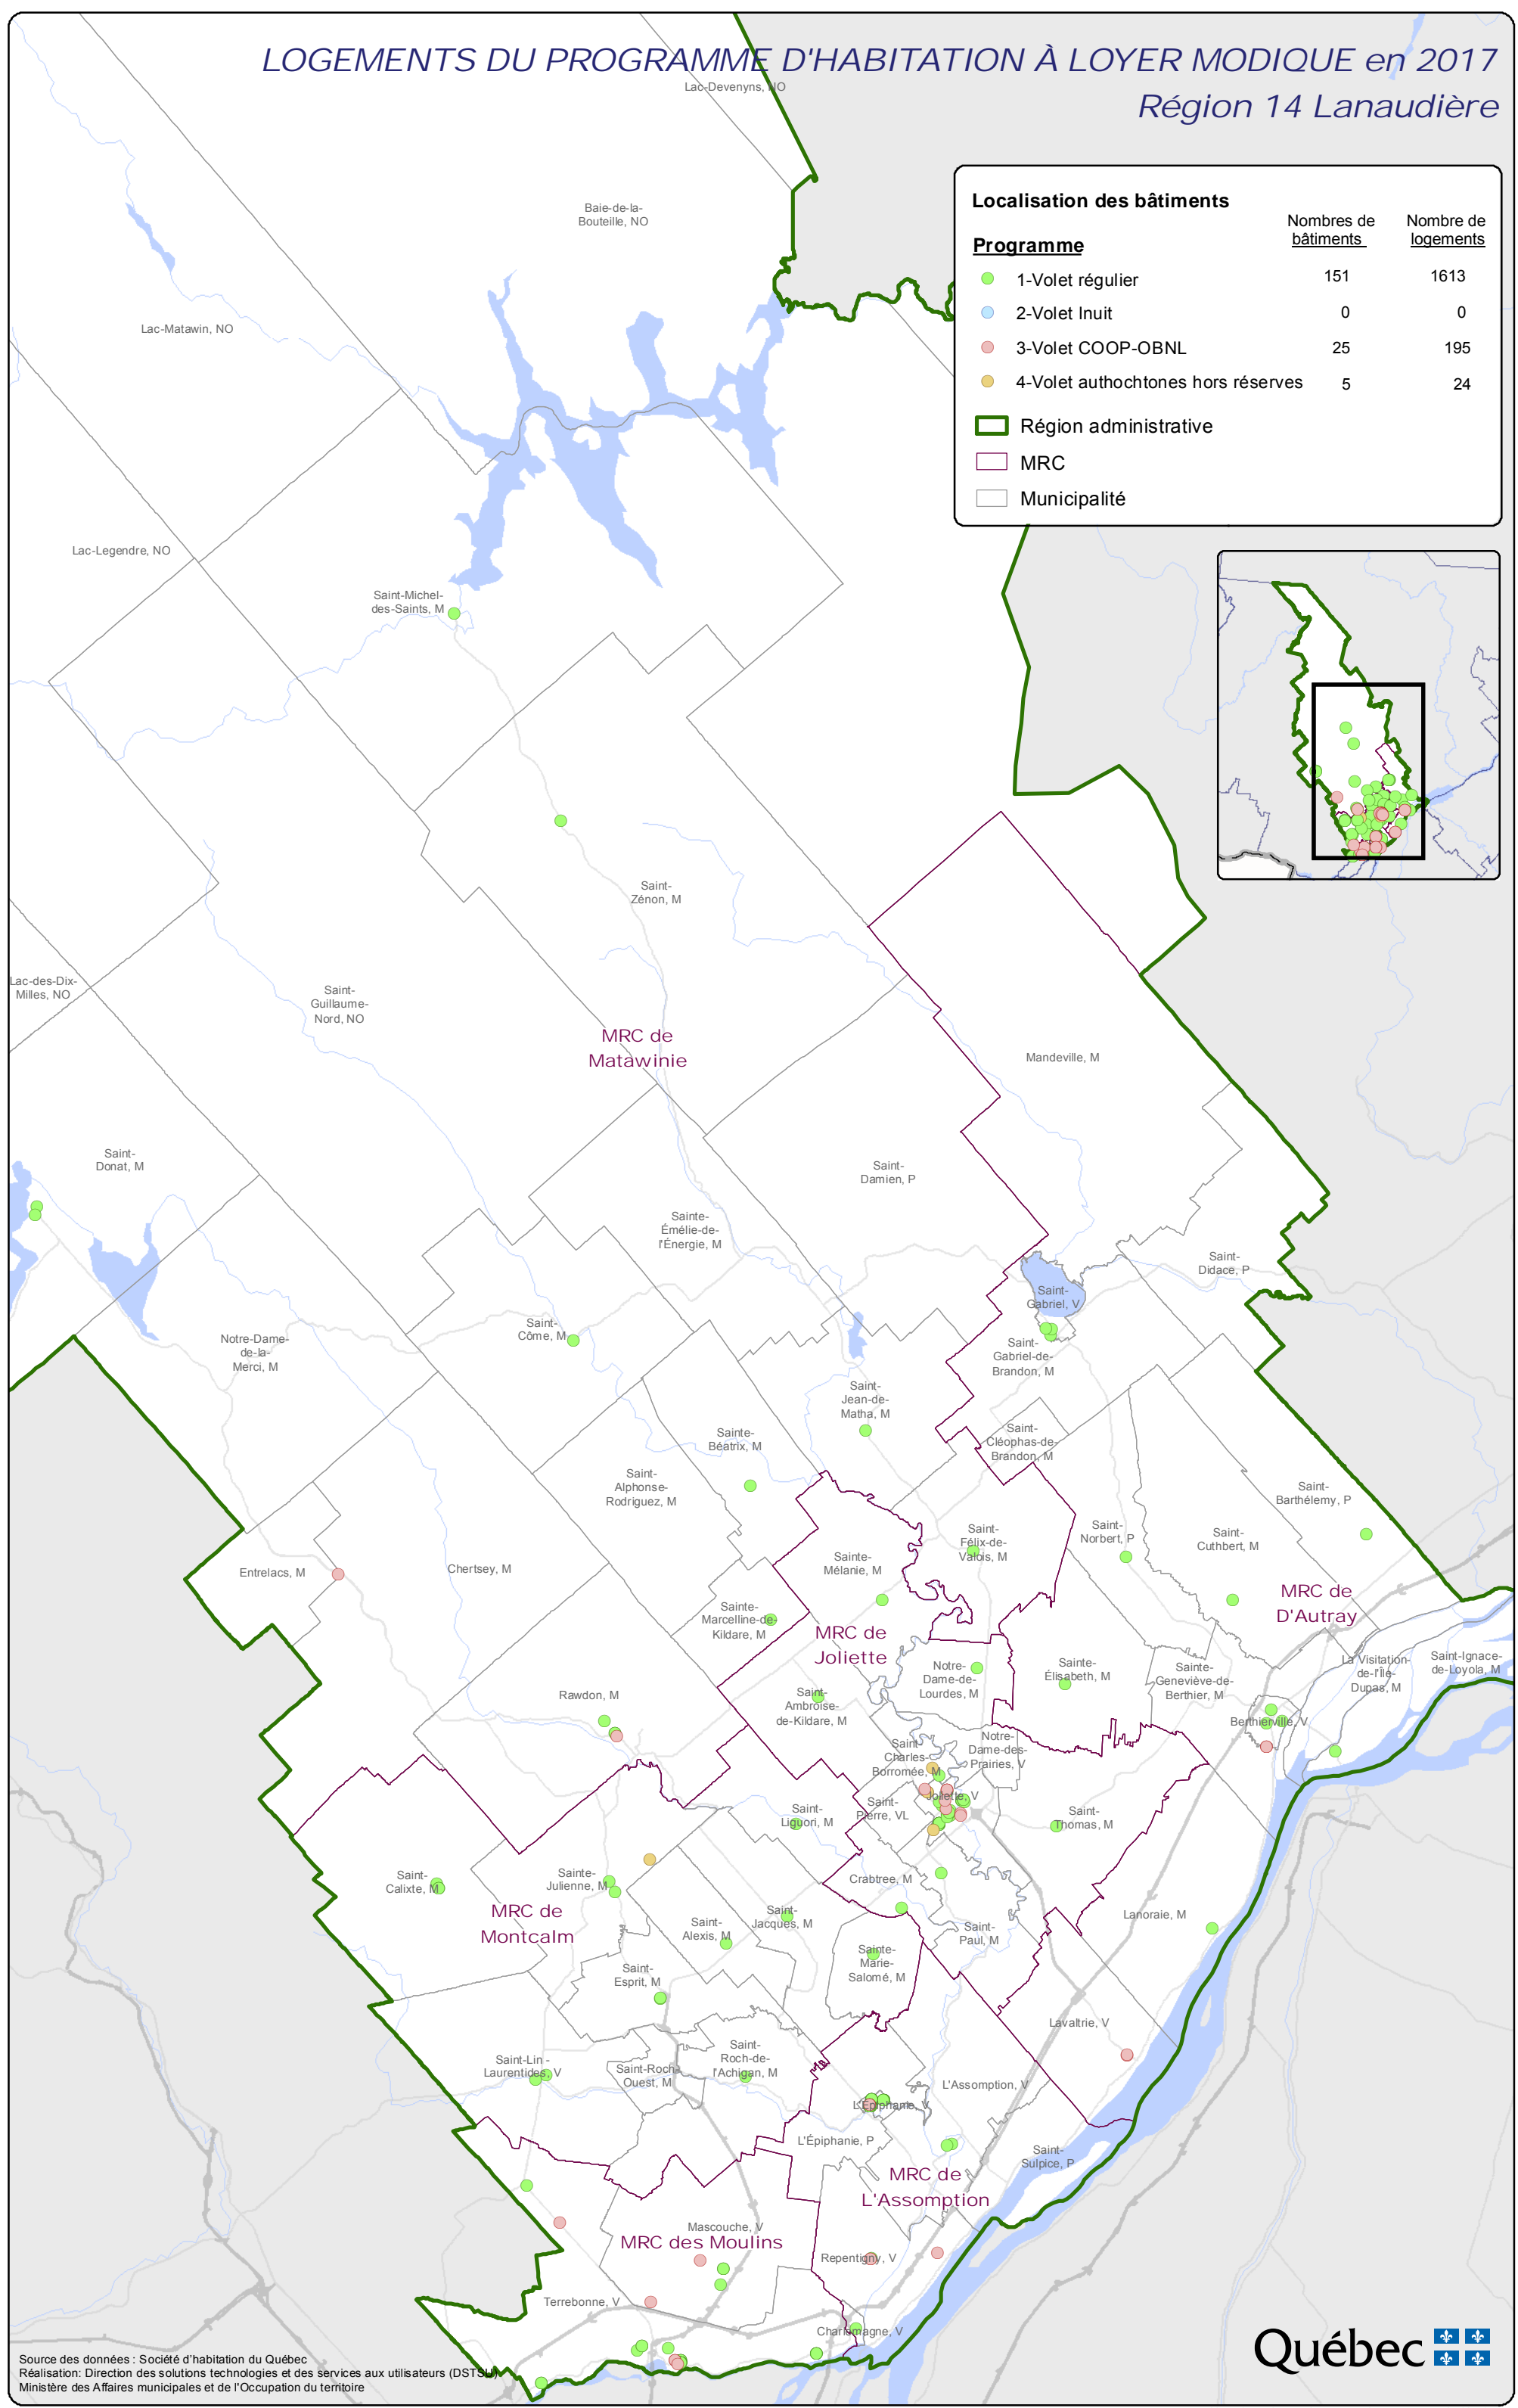 LOGEMENTS DU PROGRAMME D'HABITATION À LOYER MODIQUE en 2017
Région 14 Lanaudière
Localisation des bâtiments
Nombres de
bâtiments
Nombre de
logements
Programme
1-Volet régulier 151 1613
2-Volet Inuit 0 0
3-Volet COOP-OBNL 25 195
4-Volet authochtones hors réserves 5 24
Région administrative
MRC
Municipalité
Lac-Devenyns, NO
Baie-de-la-
Bouteille, NO
Lac-Matawin, NO
Lac-Legendre, NO
Saint-Michel-
des-Saints, M
Saint-
Zénon, M
Lac-des-Dix-
Milles, NO
Saint-
Guillaume-
Nord, NO
MRC de
Matawinie
Mandeville, M
Saint-
Donat, M
Saint-
Damien, P
Sainte-
Émélie-de-
l'Énergie, M
Saint-
Didace, P
Saint-
Gabriel, V
Saint-
Côme, M
Notre-Dame-
de-la-
Merci, M
Saint-
Gabriel-de-
Brandon, M
Saint-
Jean-de-
Matha, M
Sainte-
Béatrix, M
Saint-
Cléophas-de-
Brandon, M
Saint-
Alphonse-
Rodriguez, M
Saint-
Barthélemy, P
Saint-
Norbert, P
Saint-
Cuthbert, M
Saint-
Félix-de-
Valois, M
Sainte-
Mélanie, M
Entrelacs, M
Chertsey, M
MRC de
D'Autray
Sainte-
Marcelline-de-
Kildare, M
MRC de
Joliette
Notre-
Dame-de-
Lourdes, M
Sainte-
Élisabeth, M
Sainte-
Geneviève-de-
Berthier, M
La Visitation-
de-l'Île-
Dupas, M
Saint-Ignace-
de-Loyola, M
Rawdon, M
Saint-
Ambroise-
de-Kildare, M
Berthierville, V
Saint-
Charles-
Borromée, M
Notre-
Dame-des-
Prairies, V
Joliette, V
Saint-
Pierre, VL
Saint-
Liguori, M
Saint-
Thomas, M
Saint-
Calixte, M
Sainte-
Julienne, M
Crabtree, M
MRC de
Montcalm
Saint-
Jacques, M
Saint-
Alexis, M
Lanoraie, M
Saint-
Paul, M
Sainte-
Marie-
Salomé, M
Saint-
Esprit, M
Lavaltrie, V
Saint-Lin -
Laurentides, V
Saint-Roch-
Ouest, M
Saint-
Roch-de-
l'Achigan, M
L'Assomption, V
L'Épiphanie, V
L'Épiphanie, P
Saint-
Sulpice, P
MRC de
L'Assomption
Mascouche, V
MRC des Moulins
Repentigny, V
Terrebonne, V
Charlemagne, V
Source des données : Société d'habitation du Québec
Réalisation: Direction des solutions technologies et des services aux utilisateurs (DSTSU)
Ministère des Affaires municipales et de l'Occupation du territoire
Québec